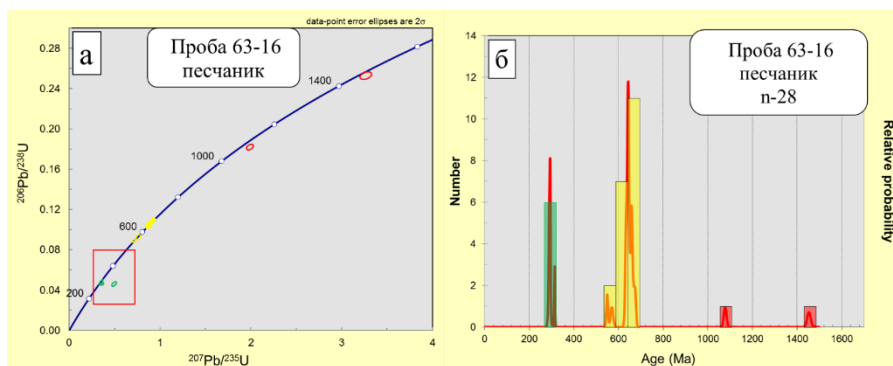 data-point error ellipses are 2σ
а
Проба 63-16
песчаник
206Pb/238U
0.28
0.24
0.20
0.16
0.12
0.08
0.04
0.00
200
600
1000
1400
0
1
2
3
4
207Pb/235U
б
Проба 63-16
песчаник
n-28
Number
14
12
10
8
6
4
2
0
0
200
400
600
800
1000
1200
1400
1600
Age (Ma)
Relative probability